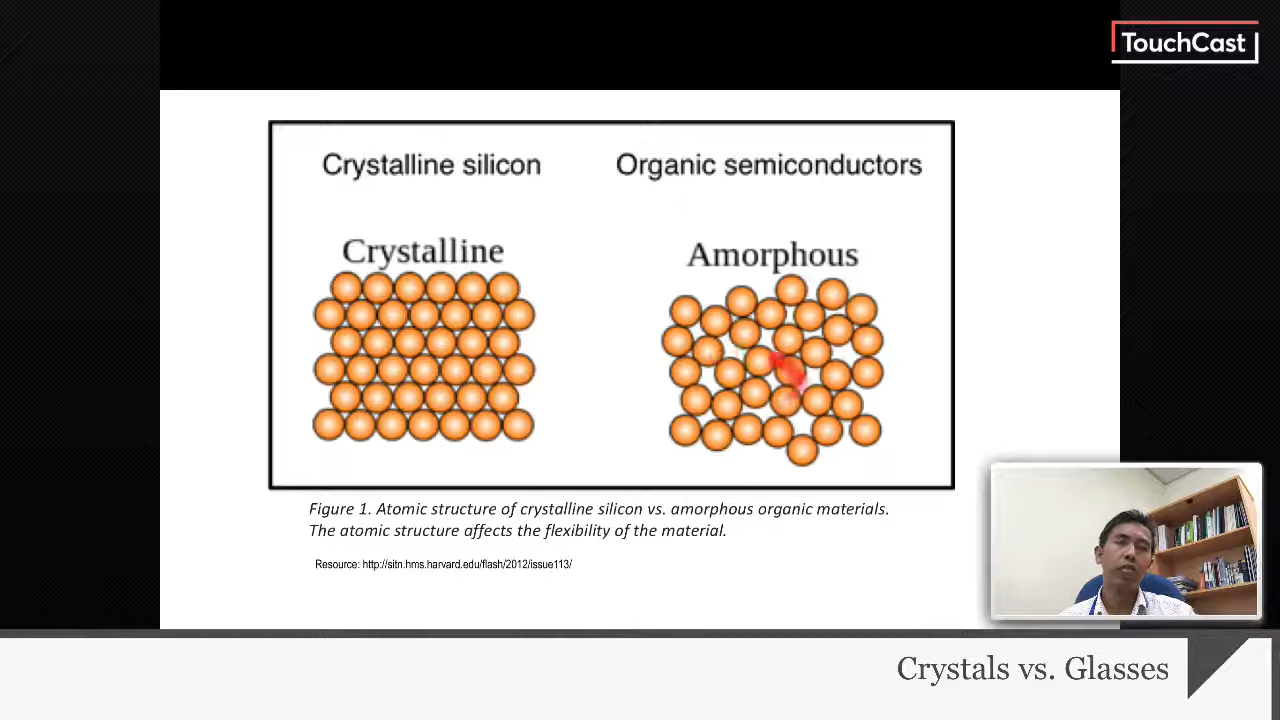 TouchCast
Crystalline silicon
Organic semiconductors
Crystalline
Amorphous
Figure 1. Atomic structure of crystalline silicon vs. amorphous organic materials.
The atomic structure affects the flexibility of the material.
Resource: http://sitn.hms.harvard.edu/flash/2012/issue113/
Crystals vs. Glasses